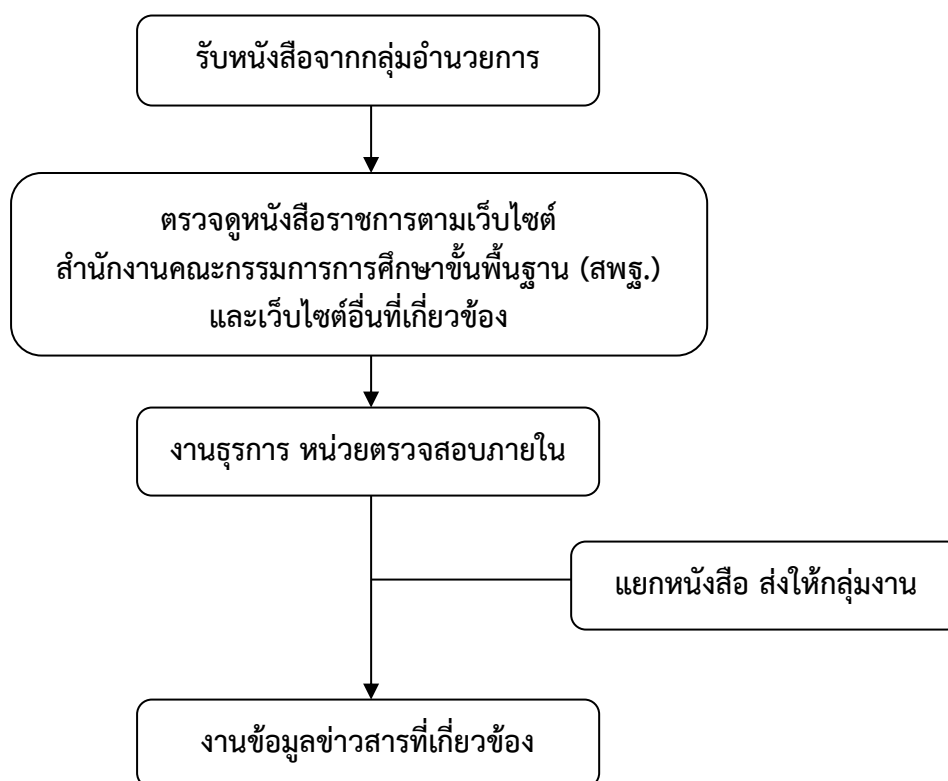 รับหนังสือจากกลุ่มอำนวยการ
ตรวจดูหนังสือราชการตามเว็บไซต์
สำนักงานคณะกรรมการการศึกษาขั้นพื้นฐาน (สพฐ.)
และเว็บไซต์อื่นที่เกี่ยวข้อง
งานธุรการ หน่วยตรวจสอบภายใน
แยกหนังสือ ส่งให้กลุ่มงาน
งานข้อมูลข่าวสารที่เกี่ยวข้อง